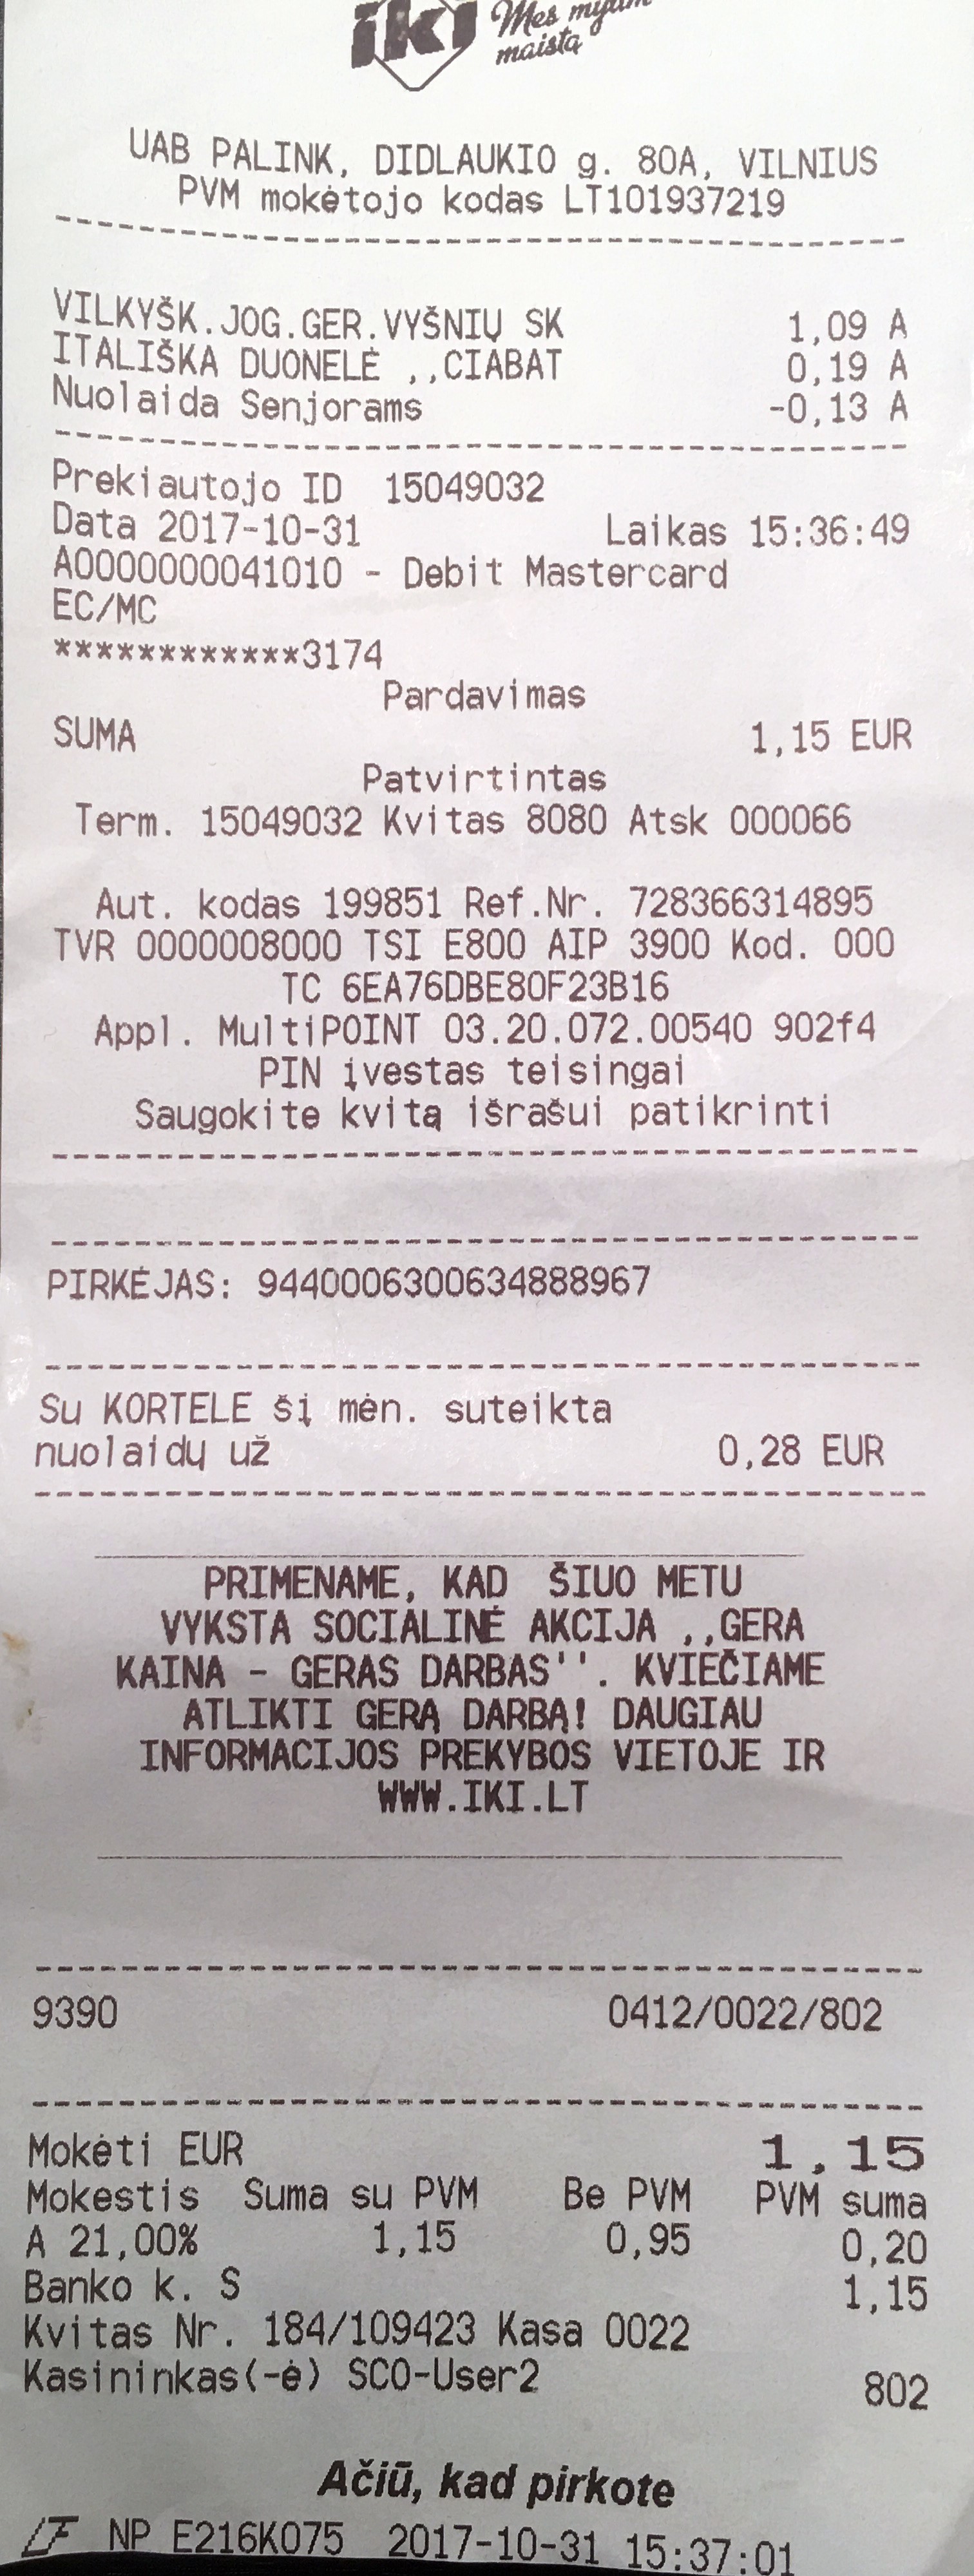 iki Mes mylim
maistą
UAB PALINK, DIDLAUKIO g. 80A, VILNIUS
PVM mokėtojo kodas LT101937219
VILKYŠK.JOG.GER.VYŠNIŲ SK 1,09 A
ITALIŠKA DUONELĖ ,,CIABAT 0,19 A
Nuolaida Senjorams -0,13 A
Prekiautojo ID 15049032
Data 2017-10-31 Laikas 15:36:49
A0000000041010 - Debit Mastercard
EC/MC
************3174
Pardavimas
SUMA 1,15 EUR
Patvirtintas
Term. 15049032 Kvitas 8080 Atsk 000066
Aut. kodas 199851 Ref.Nr. 728366314895
TVR 0000008000 TSI E800 AIP 3900 Kod. 000
TC 6EA76DBE80F23B16
Appl. MultiPOINT 03.20.072.00540 902f4
PIN įvestas teisingai
Saugokite kvitą išrašui patikrinti
PIRKĖJAS: 9440006300634888967
Su KORTELE šį mėn. suteikta
nuolaidų už 0,28 EUR
PRIMENAME, KAD ŠIUO METU
VYKSTA SOCIALINĖ AKCIJA ,,GERA
KAINA - GERAS DARBAS''. KVIEČIAME
ATLIKTI GERĄ DARBĄ! DAUGIAU
INFORMACIJOS PREKYBOS VIETOJE IR
WWW.IKI.LT
9390 0412/0022/802
Mokėti EUR 1,15
Mokestis Suma su PVM Be PVM PVM suma
A 21,00% 1,15 0,95 0,20
Banko k. S 1,15
Kvitas Nr. 184/109423 Kasa 0022
Kasininkas(-ė) SCO-User2 802
Ačiū, kad pirkote
LF NP E216K075 2017-10-31 15:37:01